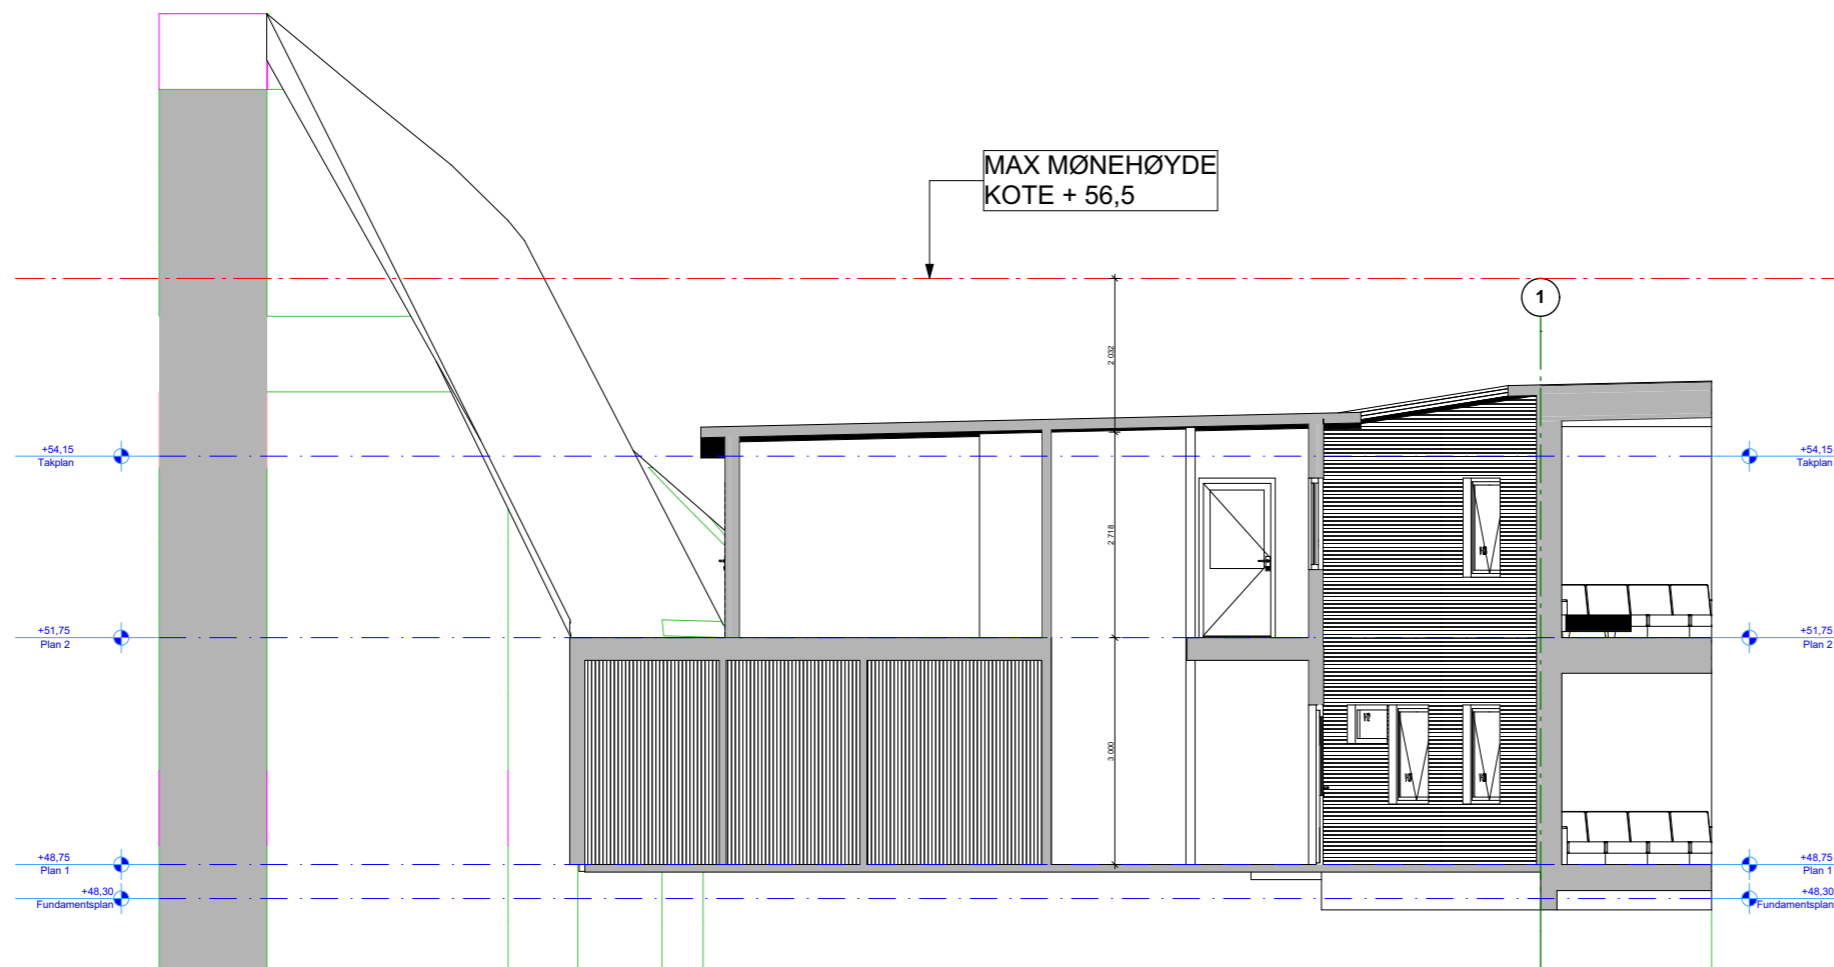 MAX MØNEHØYDE
KOTE + 56,5
1
2 032
+54,15
Takplan
+54,15
Takplan
2 718
+51,75
Plan 2
+51,75
Plan 2
3 000
+48,75
Plan 1
+48,75
Plan 1
+48,30
Fundamentsplan
+48,30
Fundamentsplan